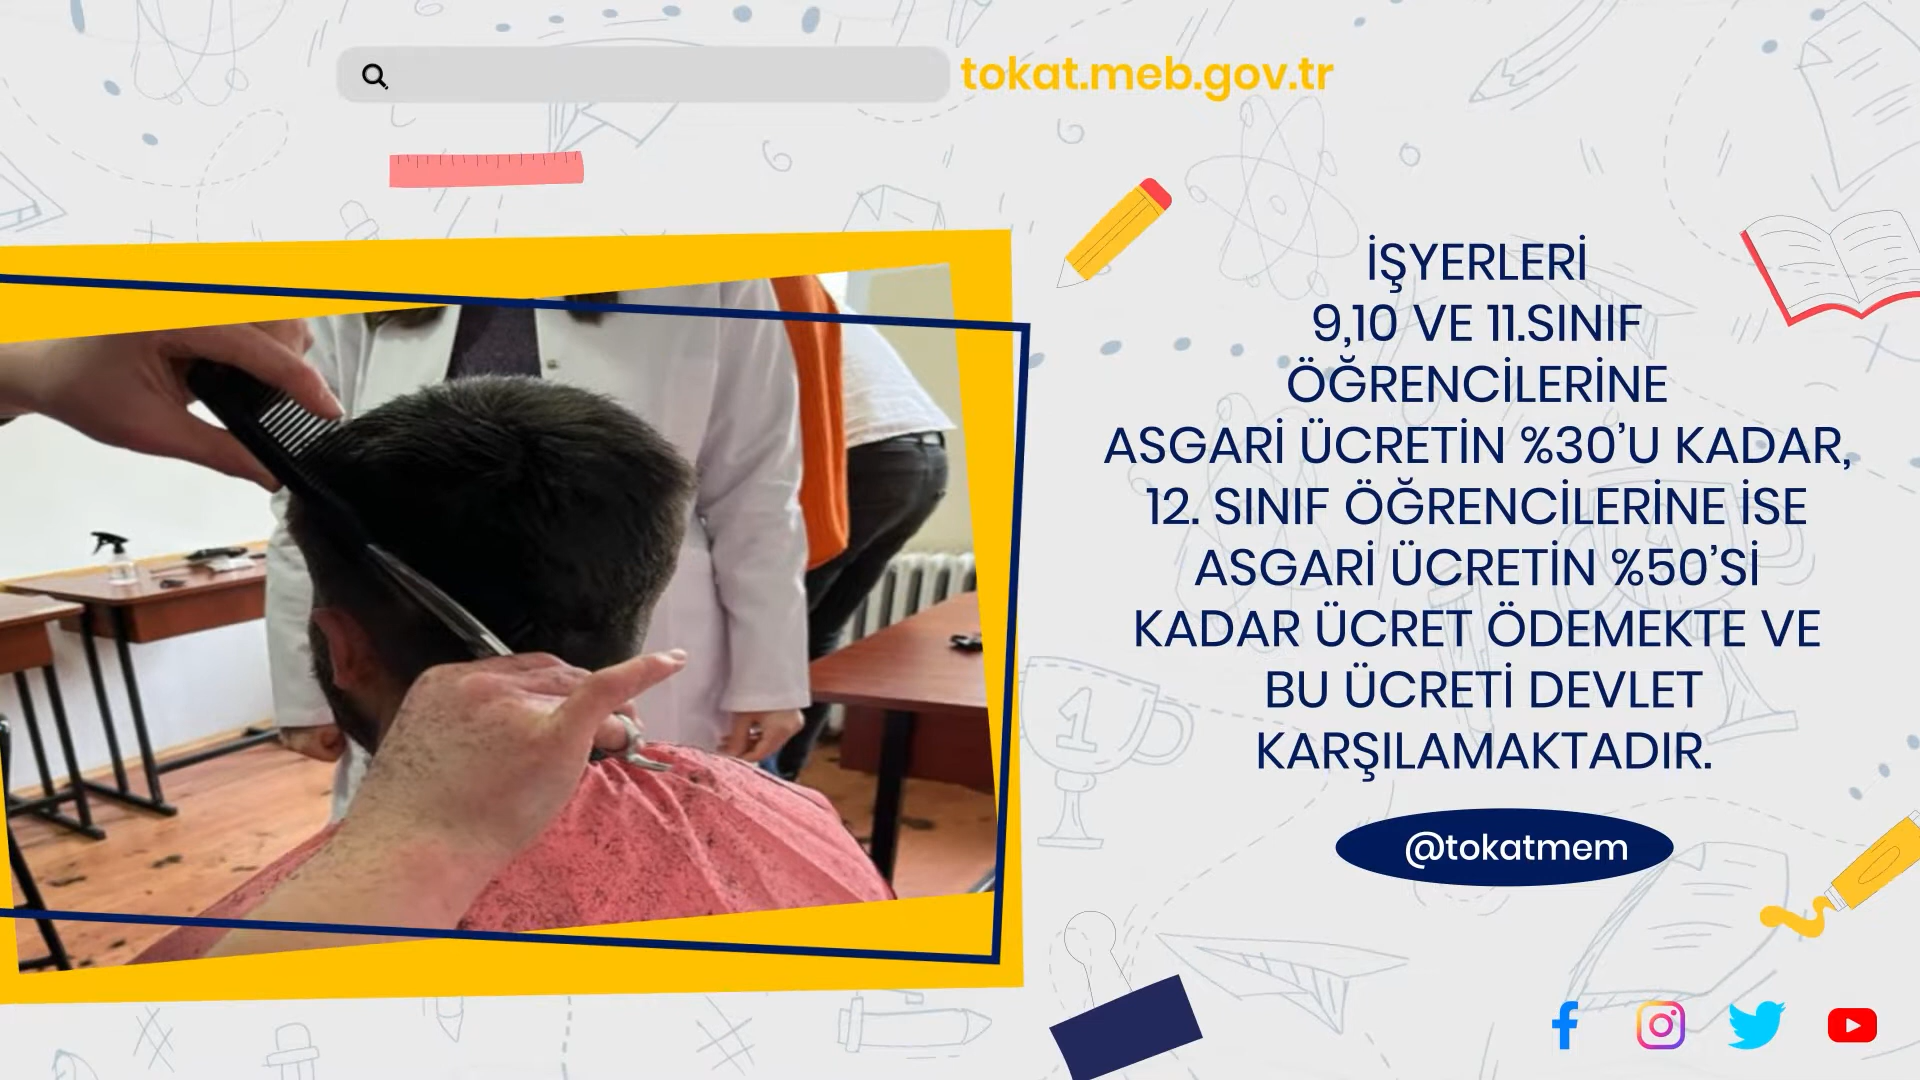 tokat.meb.gov.tr
İŞYERLERİ
9,10 VE 11.SINIF
ÖĞRENCİLERİNE
ASGARİ ÜCRETİN %30’U KADAR,
12. SINIF ÖĞRENCİLERİNE İSE
ASGARİ ÜCRETİN %50’Sİ
KADAR ÜCRET ÖDEMEKTE VE
BU ÜCRETİ DEVLET
KARŞILAMAKTADIR.
1
@tokatmem